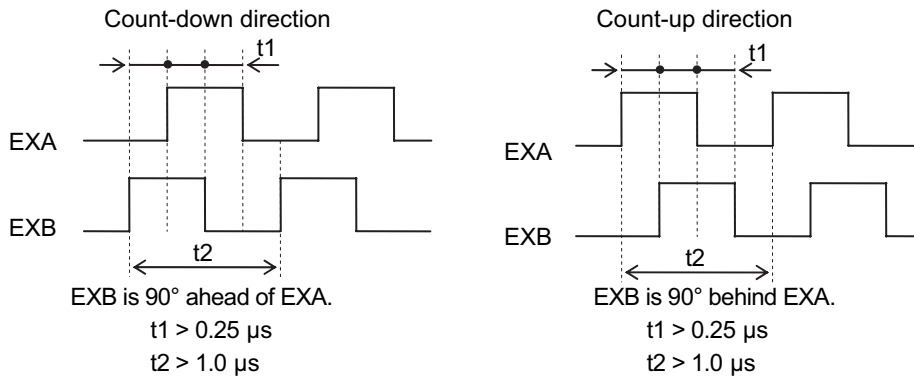 Count-down direction
t1
EXA
EXB
t2
EXB is 90° ahead of EXA.
t1 > 0.25 µs
t2 > 1.0 µs
Count-up direction
t1
EXA
EXB
t2
EXB is 90° behind EXA.
t1 > 0.25 µs
t2 > 1.0 µs